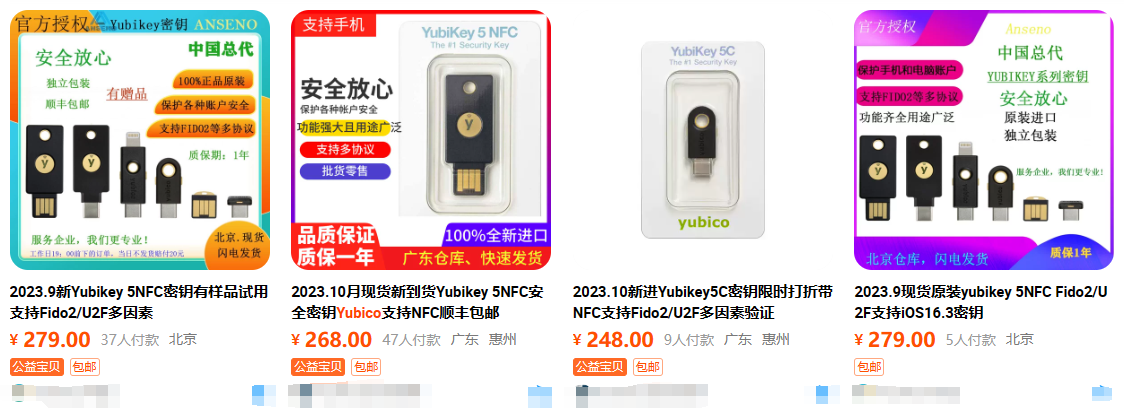 官方授权
Yubikey密钥 ANSENO
安全放心
中国总代
独立包装
顺丰包邮
有赠品
100%正品原装
保护各种账户安全
支持FIDO2等多协议
质保期：1年
服务企业，我们更专业！
工作日19：00前下的订单，当日不发货赔付20元
北京.现货
闪电发货
2023.9新Yubikey 5NFC密钥有样品试用
支持Fido2/U2F多因素
¥ 279.00 37人付款 北京
公益宝贝 包邮
支持手机
YubiKey 5 NFC
The #1 Security Key
安全放心
保护各种帐户安全
功能强大且用途广泛
支持多协议
批货零售
品质保证
质保一年
100%全新进口
广东仓库、快速发货
2023.10月现货新到货Yubikey 5NFC安
全密钥Yubico支持NFC顺丰包邮
¥ 268.00 47人付款 广东 惠州
公益宝贝 包邮
YubiKey 5C
The #1 Security Key
yubico
2023.10新进Yubikey5C密钥限时打折带
NFC支持Fido2/U2F多因素验证
¥ 248.00 9人付款 广东 惠州
公益宝贝 包邮
官方授权
Anseno
中国总代
保护手机和电脑账户
YUBIKEY系列密钥
支持FIDO2等多协议
安全放心
功能齐全用途广泛
原装进口
独立包装
服务企业，我们更专业！
北京仓库，闪电发货
质保1年
2023.9现货原装yubikey 5NFC Fido2/U
2F支持iOS16.3密钥
¥ 279.00 5人付款 北京
包邮